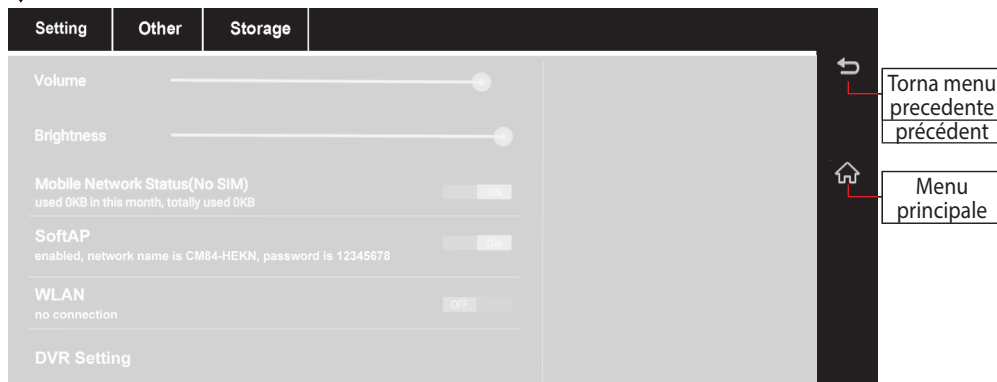 Setting Other Storage
Volume
Torna menu
precedente
précédent
Brightness
Mobile Network Status(No SIM)
used 0KB in this month, totally used 0KB
ON
Menu
principale
SoftAP
enabled, network name is CM84-HEKN, password is 12345678
ON
WLAN
no connection
OFF
DVR Setting